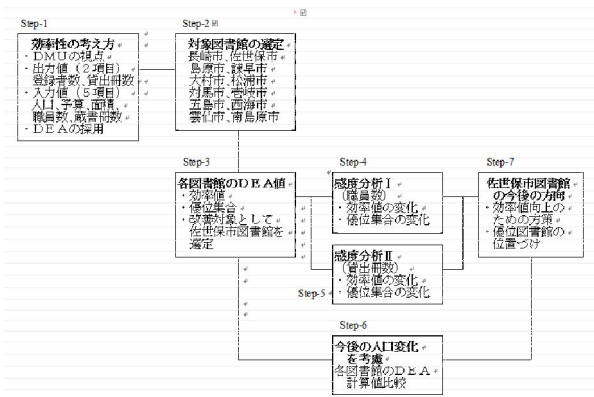 Step-1
効率性の考え方
・DMUの視点
・出力値（2項目）
登録者数、貸出冊数
・入力値（5項目）
人口、予算、面積、
職員数、蔵書冊数
・DEAの採用
Step-2
対象図書館の選定
長崎市、佐世保市
島原市、諫早市
大村市、松浦市
対馬市、壱岐市
五島市、西海市
雲仙市、南島原市
Step-3
各図書館のDEA値
・効率値
・優位集合
・改善対象として
佐世保市図書館を
選定
Step-4
感度分析Ⅰ
（職員数）
・効率値の変化
・優位集合の変化
感度分析Ⅱ
（貸出冊数）
・効率値の変化
・優位集合の変化
Step-5
Step-6
今後の人口変化
を考慮
各図書館のDEA
計算値比較
Step-7
佐世保市図書館
の今後の方向
・効率値向上の
ための方策
・優位図書館の
位置づけ